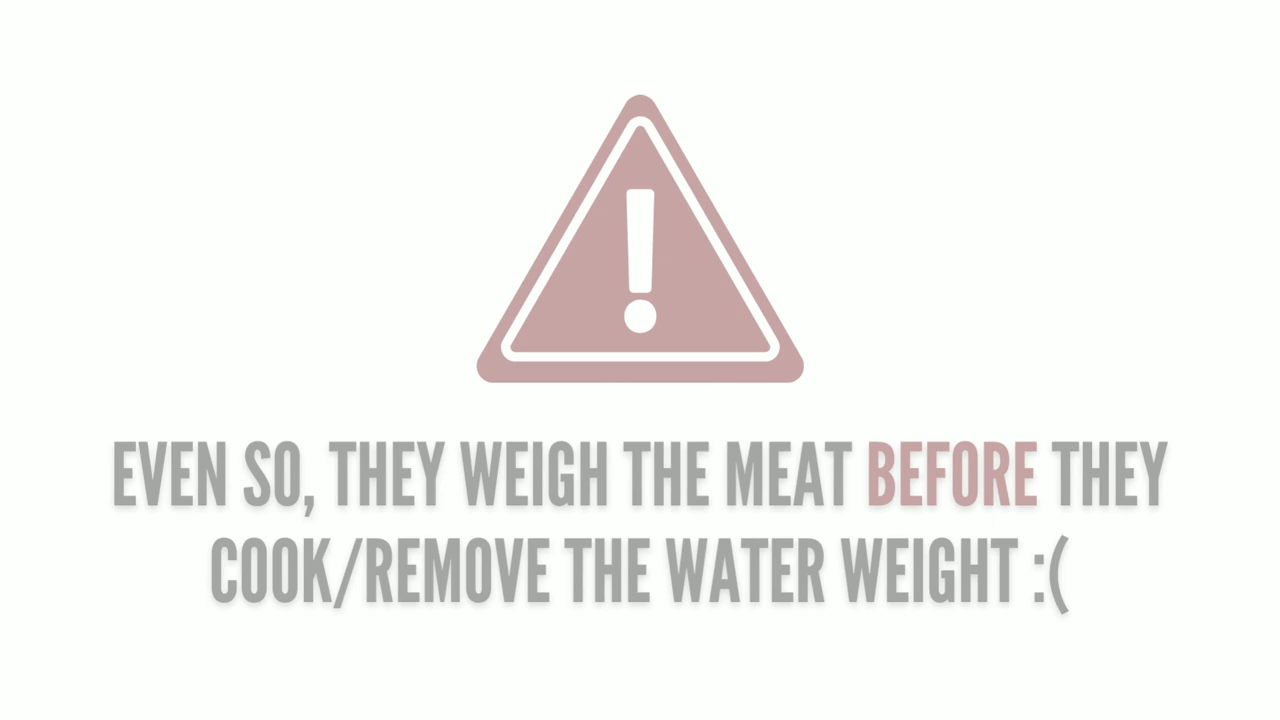 EVEN SO, THEY WEIGH THE MEAT BEFORE THEY
COOK/REMOVE THE WATER WEIGHT :(